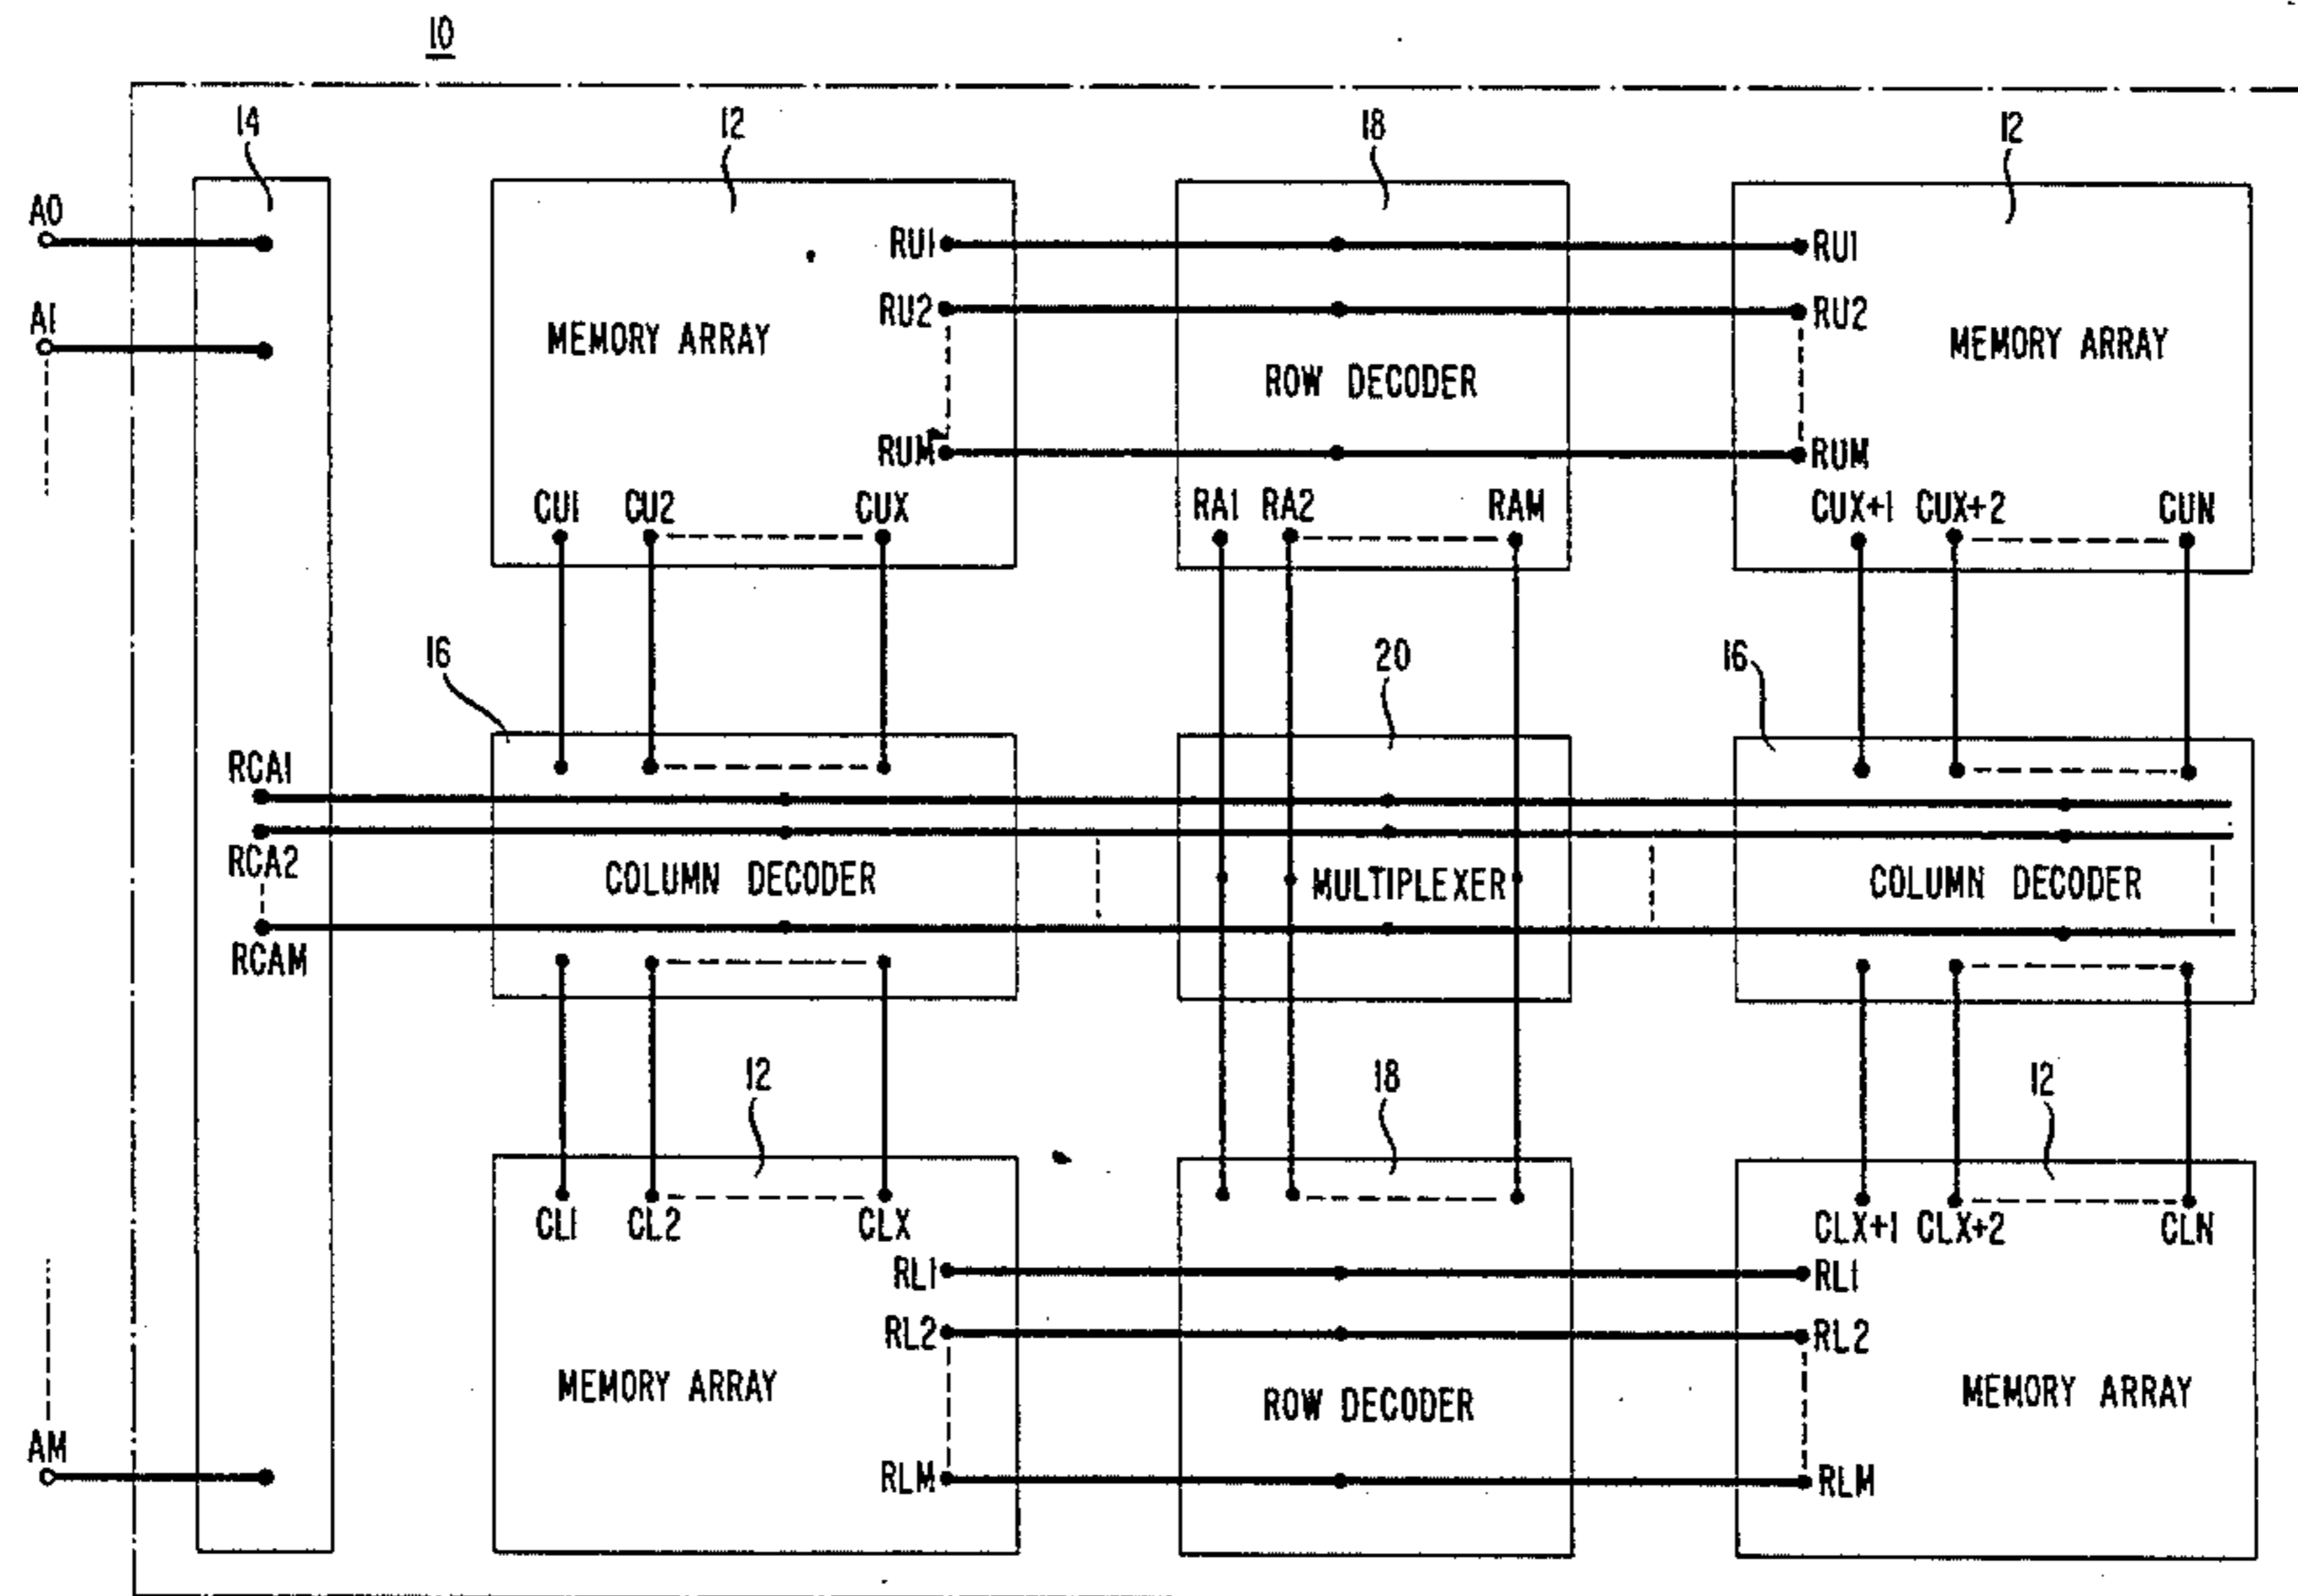 10
14
12
18
12
A0
A1
RU1
RU1
RU2
RU2
MEMORY ARRAY
ROW DECODER
MEMORY ARRAY
RUM
RUM
CU1 CU2 CUX
RA1 RA2 RAM
CUX+1 CUX+2 CUN
16
20
16
RCA1
RCA2
COLUMN DECODER
MULTIPLEXER
COLUMN DECODER
RCAM
12
18
12
CL1 CL2 CLX
CLX+1 CLX+2 CLN
RL1
RL1
RL2
RL2
MEMORY ARRAY
ROW DECODER
MEMORY ARRAY
AM
RLM
RLM